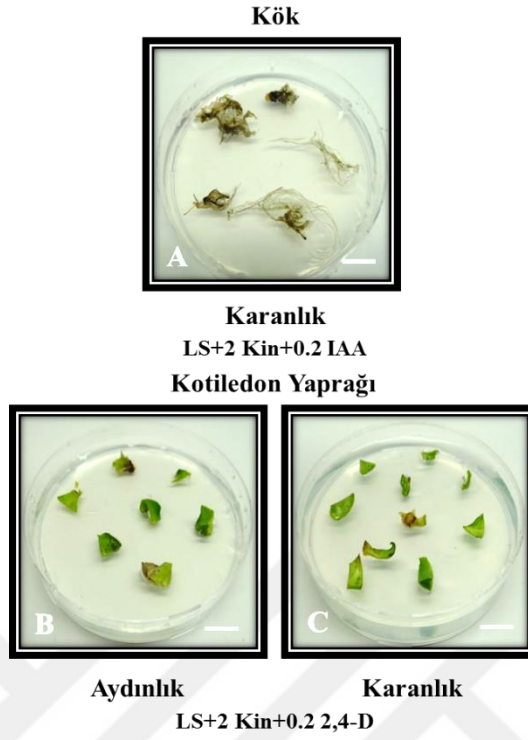 Kök
A
Karanlık
LS+2 Kin+0.2 IAA
Kotiledon Yaprağı
B
C
Aydınlık
Karanlık
LS+2 Kin+0.2 2,4-D